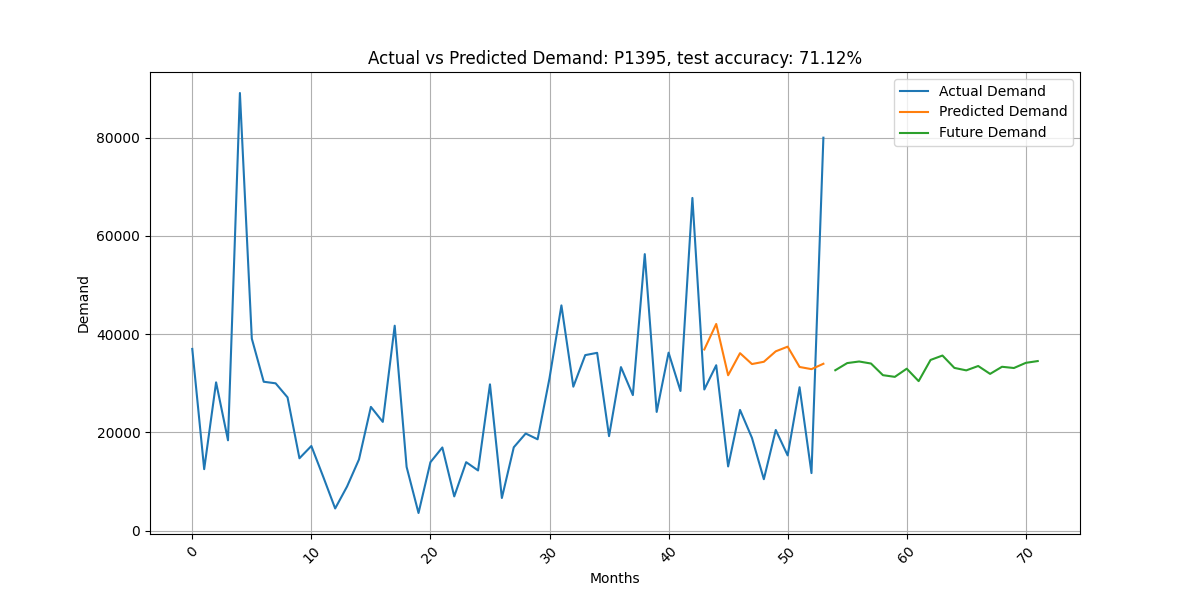 Actual vs Predicted Demand: P1395, test accuracy: 71.12%
Actual Demand
Predicted Demand
Future Demand
Demand
80000
60000
40000
20000
0
0 10 20 30 40 50 60 70
Months